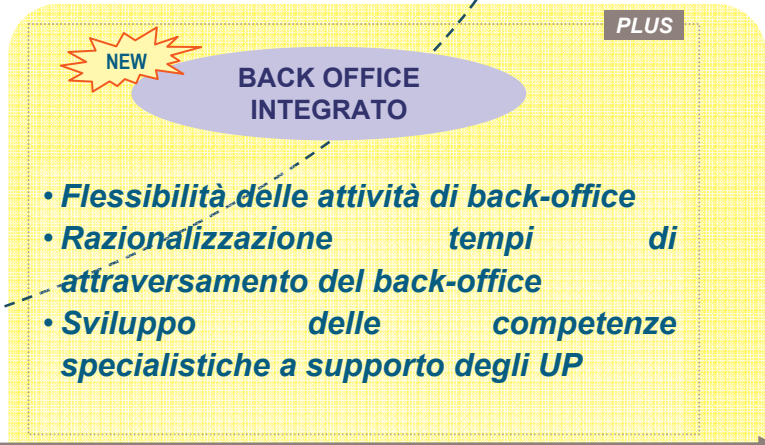 PLUS
NEW
BACK OFFICE
INTEGRATO
• Flessibilità delle attività di back-office
• Razionalizzazione tempi di
attraversamento del back-office
• Sviluppo delle competenze
specialistiche a supporto degli UP